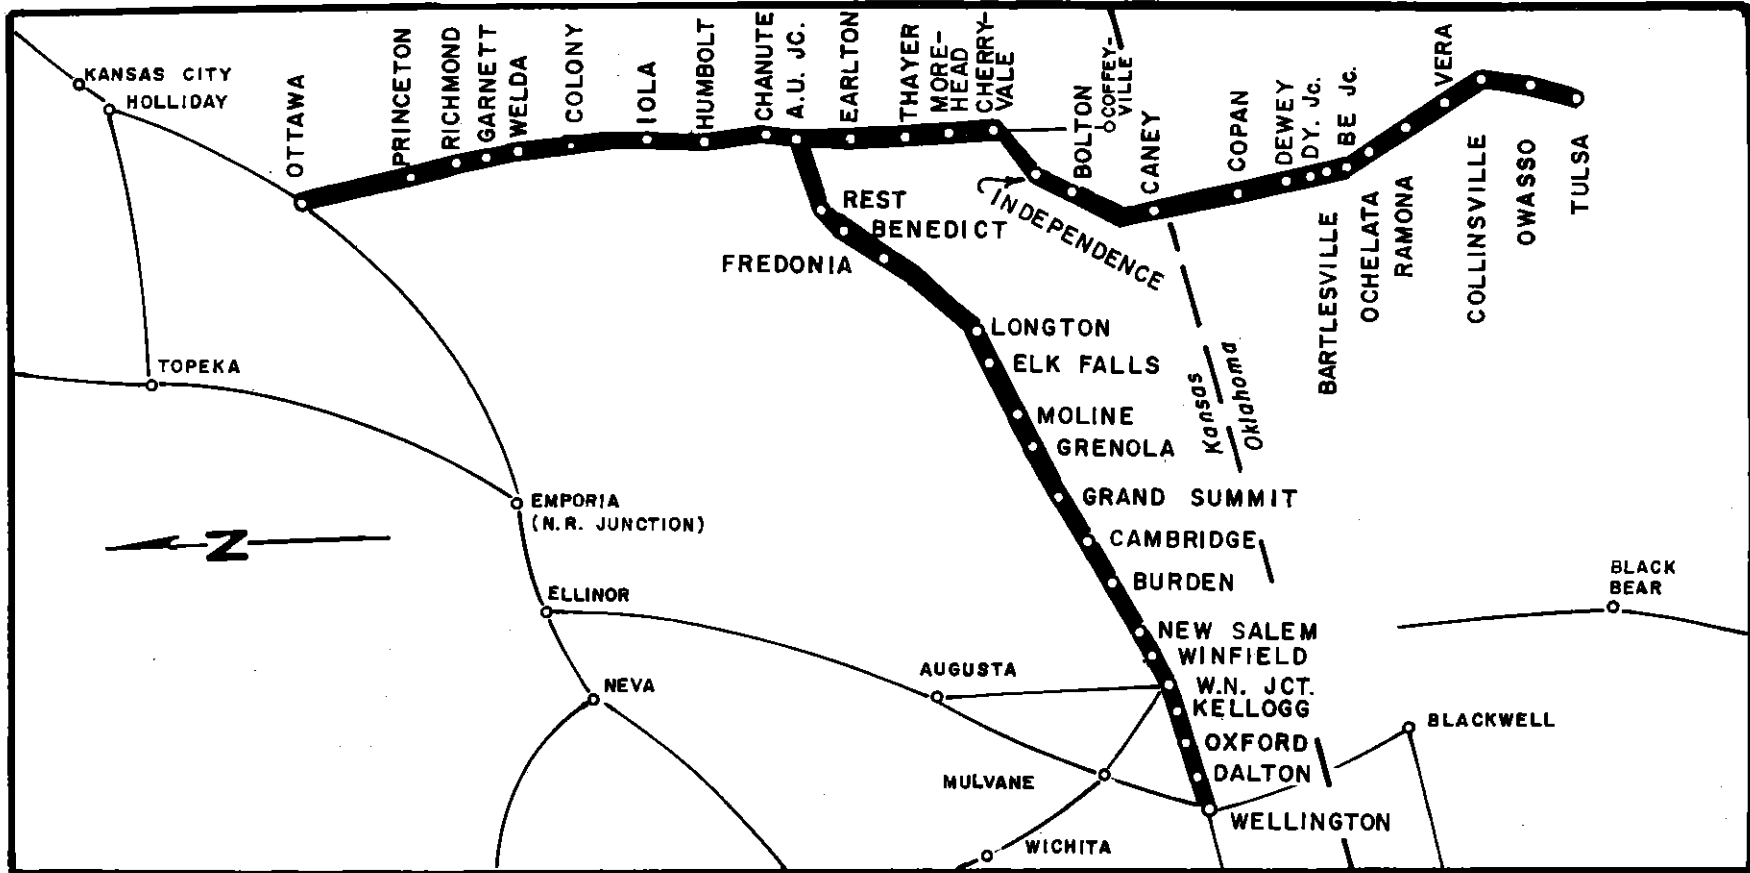 KANSAS CITY
HOLLIDAY
OTTAWA
PRINCETON
RICHMOND
GARNETT
WELDA
COLONY
IOLA
HUMBOLT
CHANUTE
A.U. JC.
EARLTON
THAYER
MORE-
HEAD
CHERRY-
VALE
BOLTON
COFFEY-
VILLE
CANEY
COPAN
DEWEY
DY. Jc.
BE Jc.
VERA
INDEPENDENCE
BARTLESVILLE
OCHELATA
RAMONA
COLLINSVILLE
OWASSO
TULSA
REST
BENEDICT
FREDONIA
LONGTON
ELK FALLS
MOLINE
GRENOLA
GRAND SUMMIT
CAMBRIDGE
BURDEN
NEW SALEM
WINFIELD
W.N. JCT.
KELLOGG
OXFORD
DALTON
WELLINGTON
Kansas
Oklahoma
TOPEKA
EMPORIA
(N.R. JUNCTION)
N
ELLINOR
NEVA
AUGUSTA
MULVANE
WICHITA
BLACK
BEAR
BLACKWELL